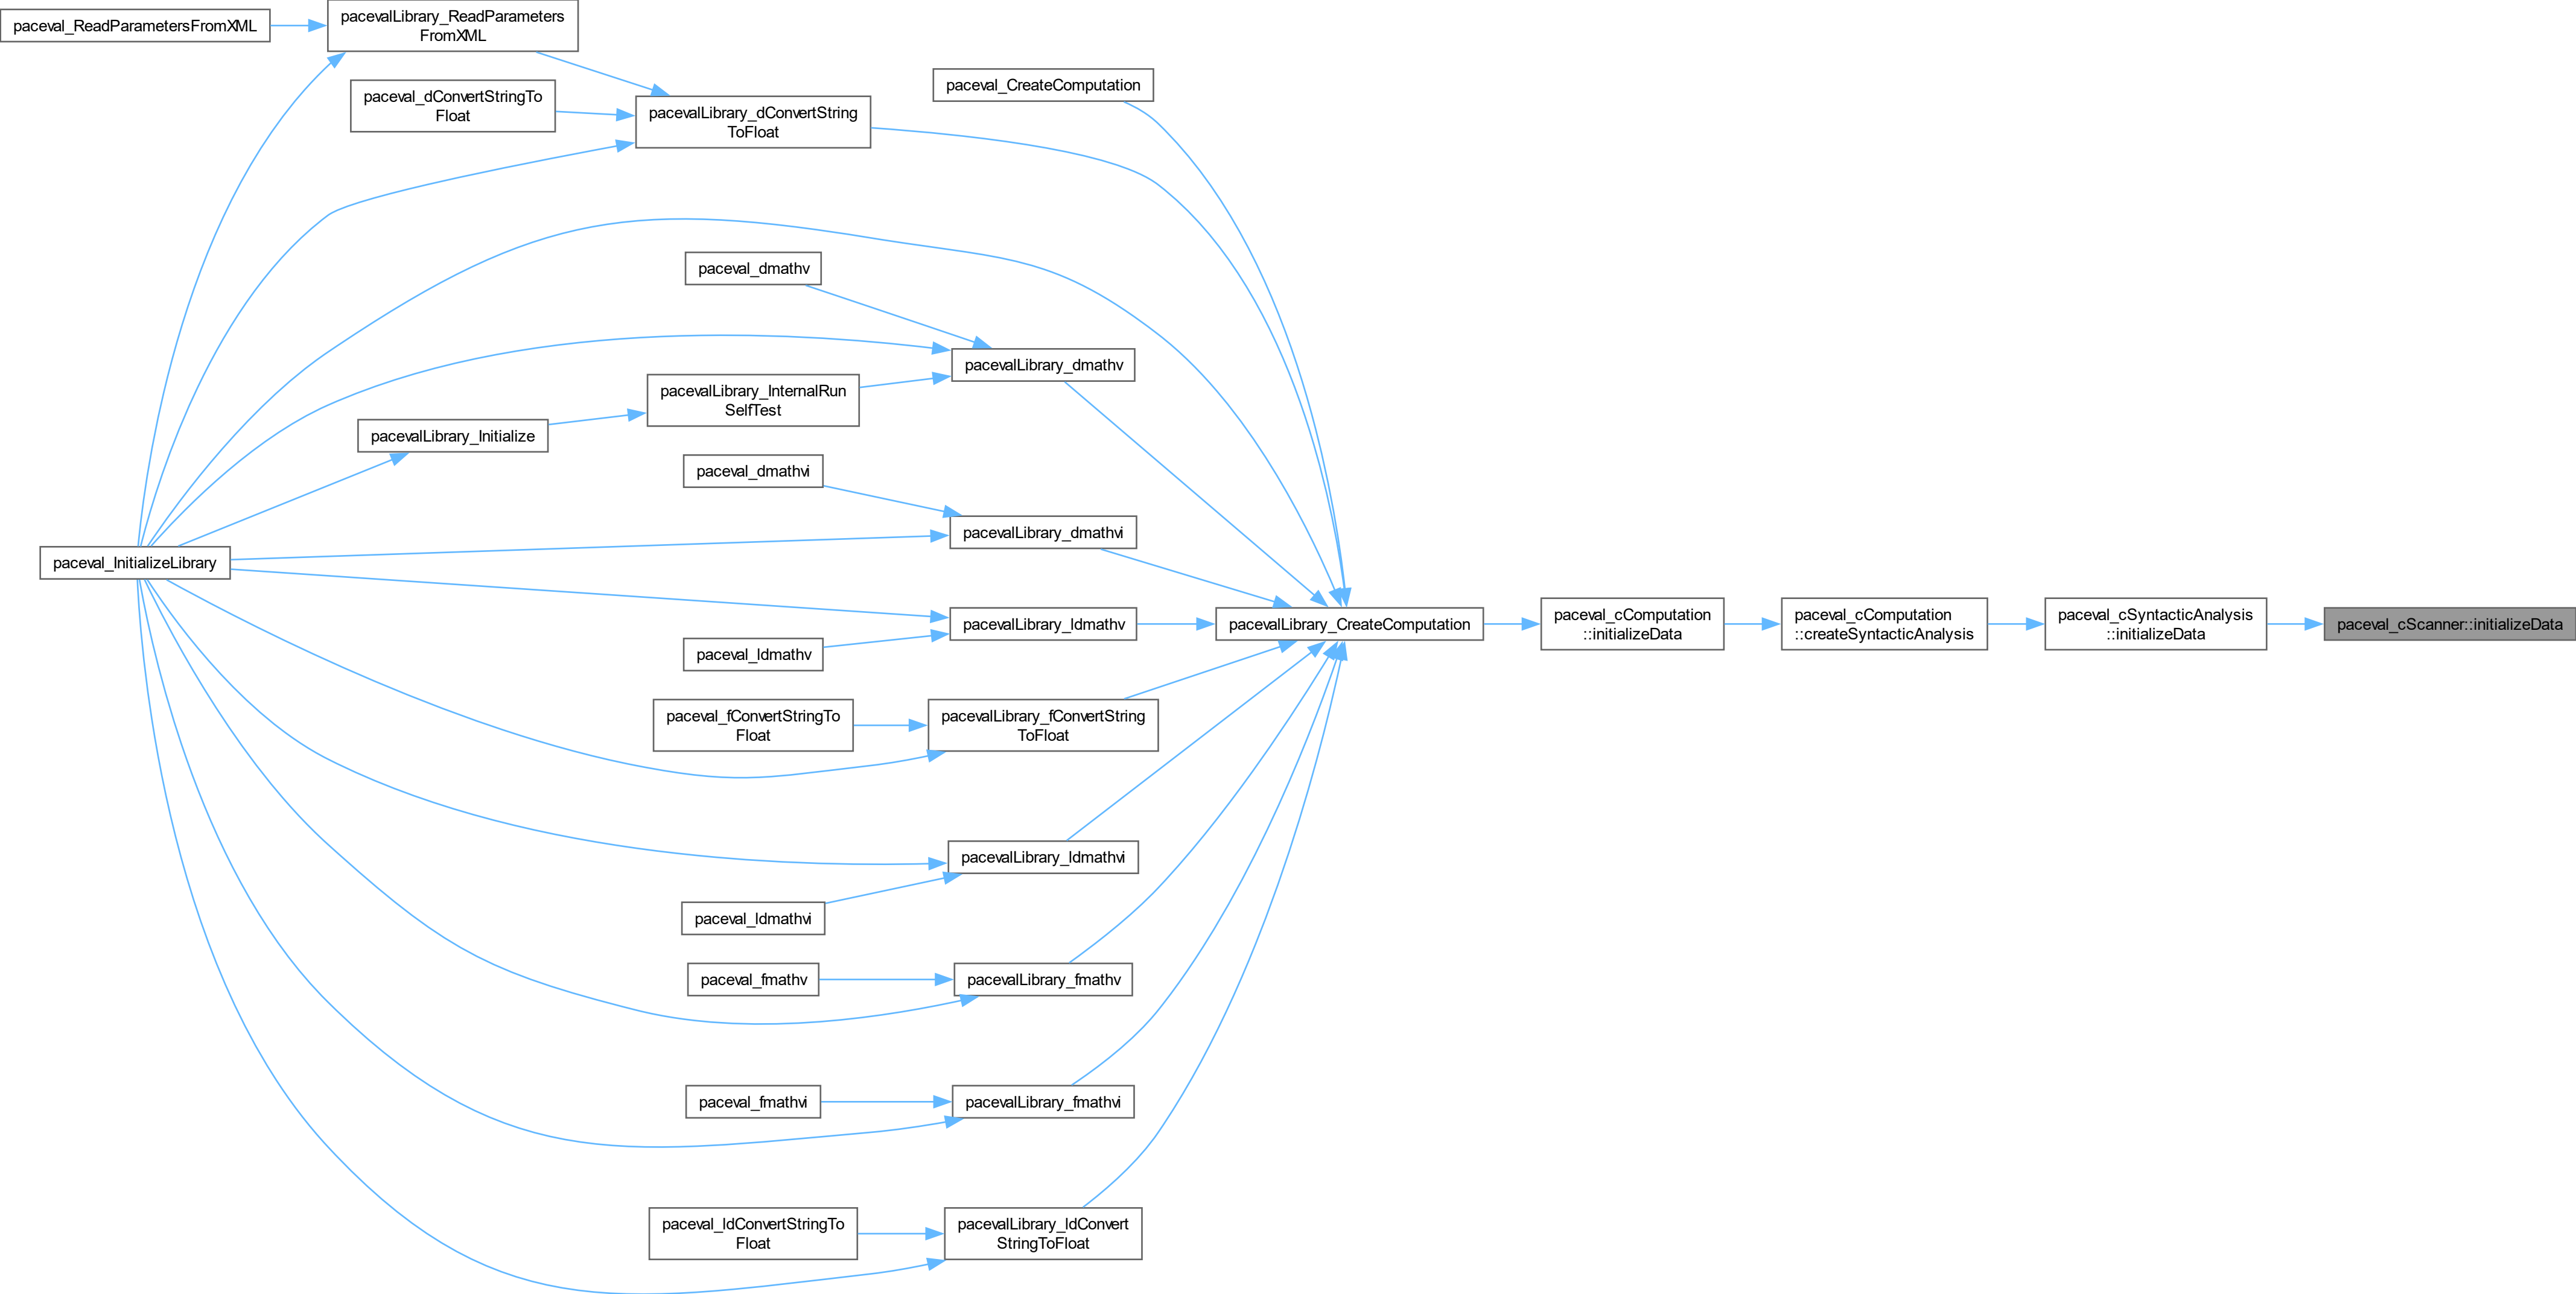 paceval_ReadParametersFromXML
pacevalLibrary_ReadParameters
FromXML
paceval_dConvertStringTo
Float
pacevalLibrary_dConvertString
ToFloat
paceval_CreateComputation
paceval_dmathv
pacevalLibrary_dmathv
pacevalLibrary_InternalRun
SelfTest
pacevalLibrary_Initialize
paceval_dmathvi
pacevalLibrary_dmathvi
paceval_InitializeLibrary
pacevalLibrary_ldmathv
paceval_ldmathv
pacevalLibrary_CreateComputation
paceval_cComputation
::initializeData
paceval_cComputation
::createSyntacticAnalysis
paceval_cSyntacticAnalysis
::initializeData
paceval_cScanner::initializeData
paceval_fConvertStringTo
Float
pacevalLibrary_fConvertString
ToFloat
pacevalLibrary_ldmathvi
paceval_ldmathvi
paceval_fmathv
pacevalLibrary_fmathv
paceval_fmathvi
pacevalLibrary_fmathvi
paceval_ldConvertStringTo
Float
pacevalLibrary_ldConvert
StringToFloat